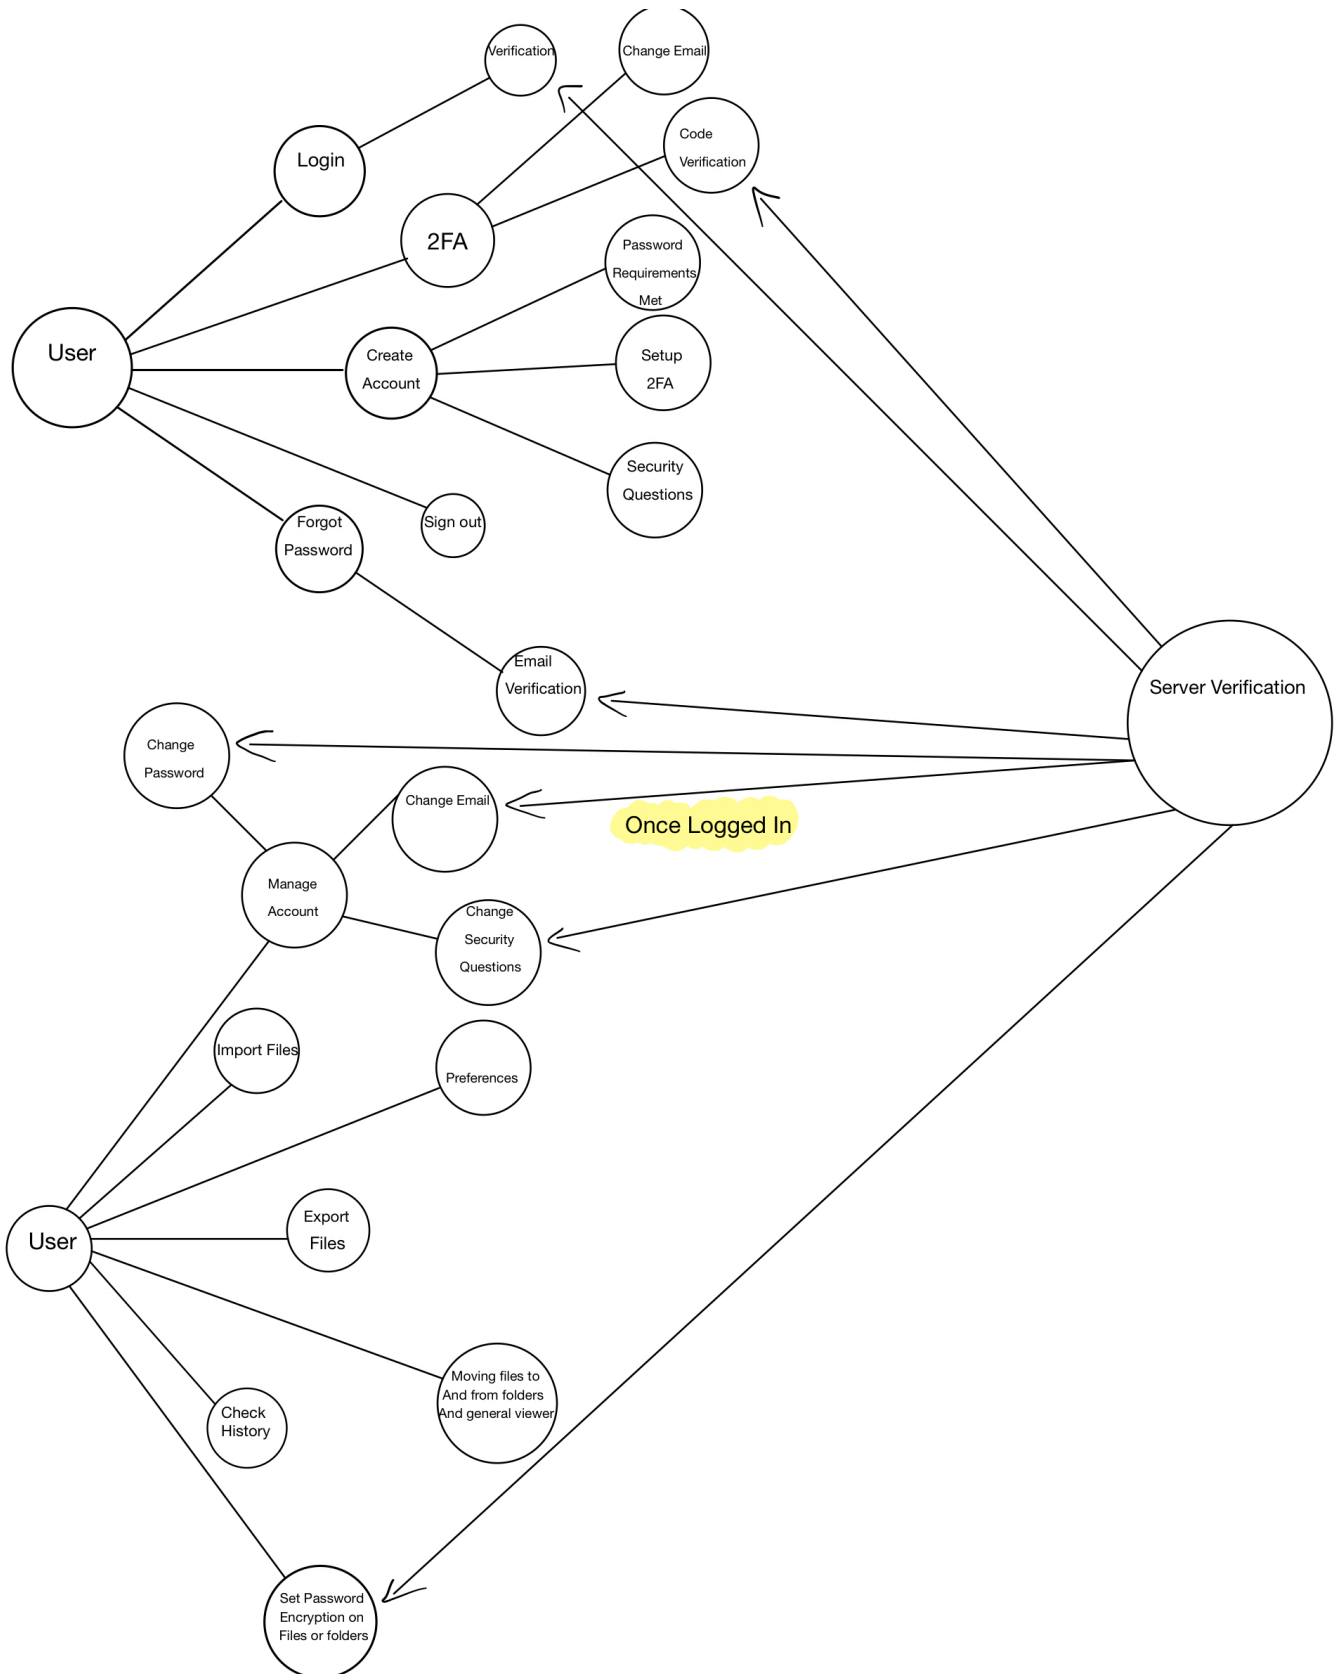 Verification
Change Email
Code
Verification
Login
2FA
Password
Requirements
Met
User
Create
Account
Setup
2FA
Security
Questions
Forgot
Password
Sign out
Email
Verification
Server Verification
Change
Password
Change Email
Once Logged In
Manage
Account
Change
Security
Questions
Import Files
Preferences
Export
Files
User
Moving files to
And from folders
And general viewer
Check
History
Set Password
Encryption on
Files or folders